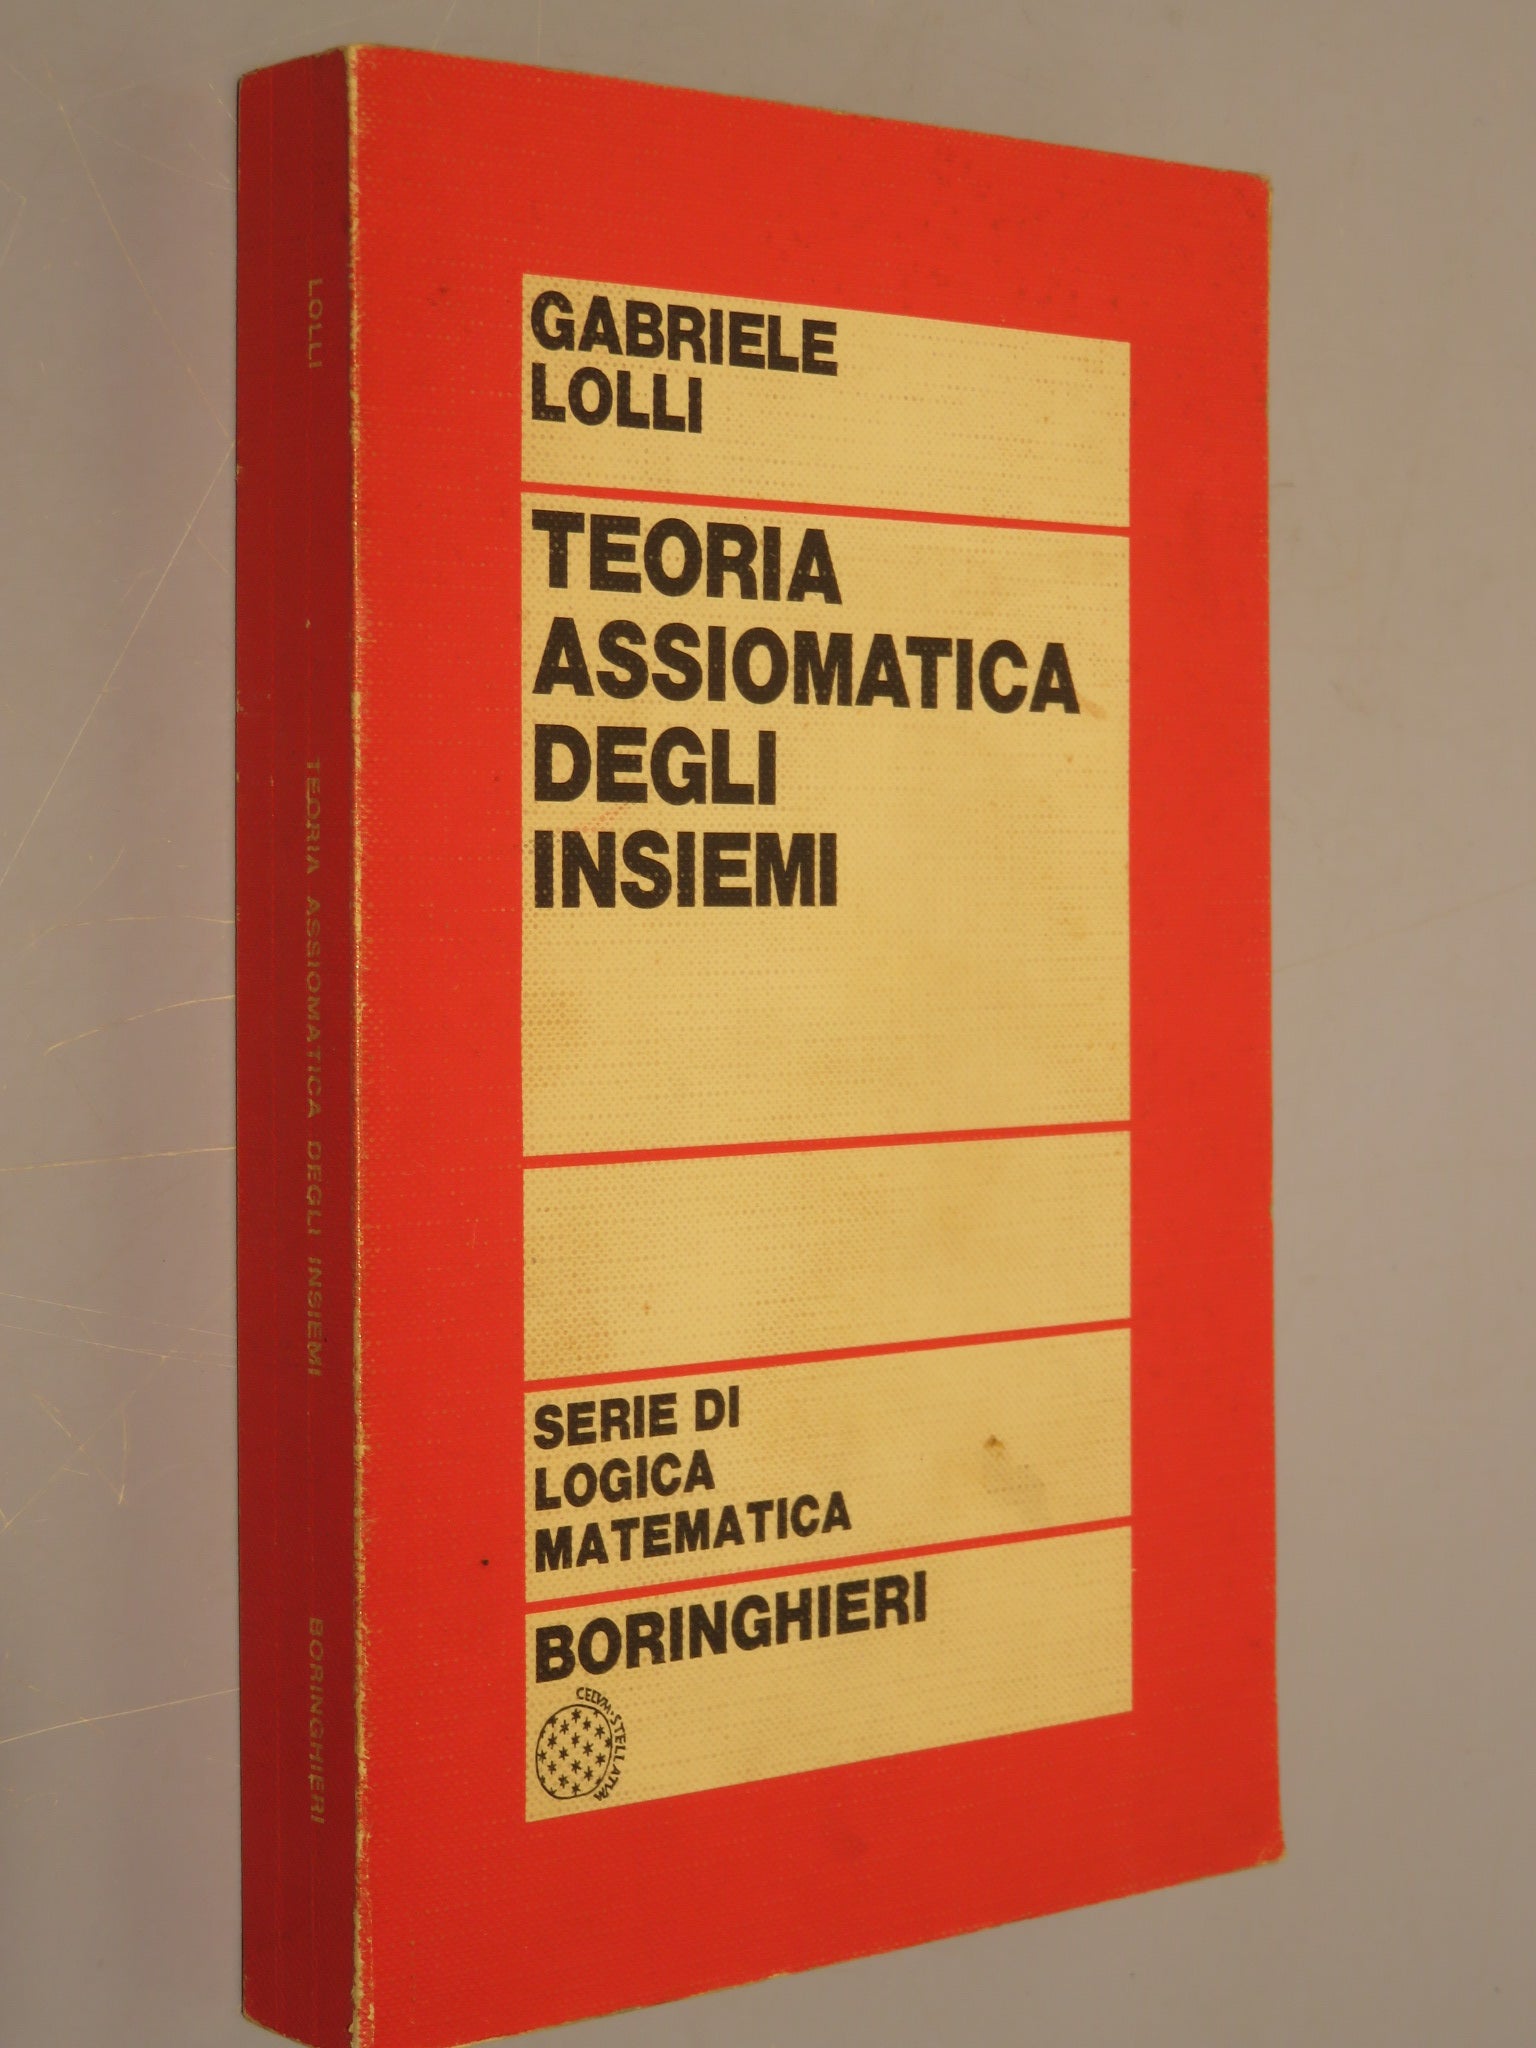 LOLLI
TEORIA ASSIOMATICA DEGLI INSIEMI
BORINGHIERI
GABRIELE
LOLLI
TEORIA
ASSIOMATICA
DEGLI
INSIEMI
SERIE DI
LOGICA
MATEMATICA
BORINGHIERI
CELVM·STELLATVM